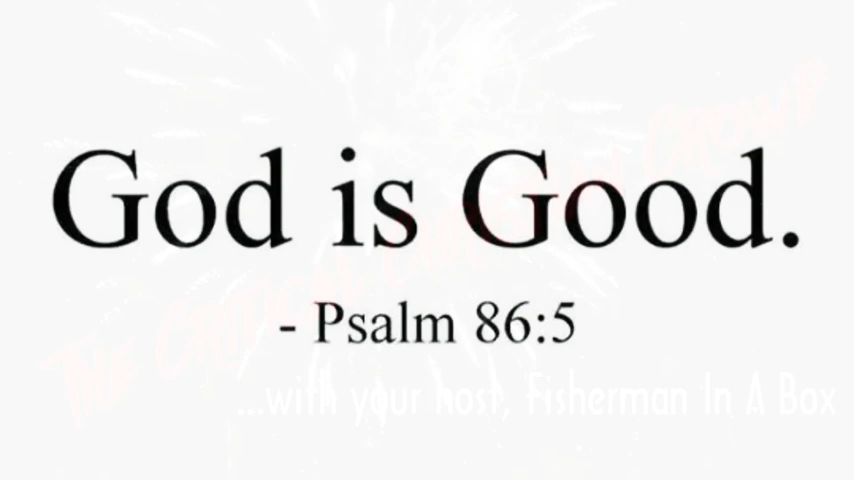 God is Good.
- Psalm 86:5
...with your host, Fisherman In A Box